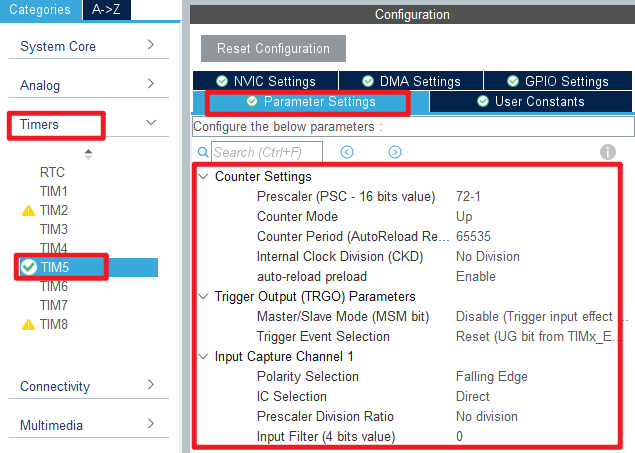 Categories A->Z
System Core
Analog
Timers
RTC
TIM1
TIM2
TIM3
TIM4
TIM5
TIM6
TIM7
TIM8
Connectivity
Multimedia
Configuration
Reset Configuration
NVIC Settings DMA Settings GPIO Settings
Parameter Settings User Constants
Configure the below parameters :
Search (Ctrl+F)
Counter Settings
Prescaler (PSC - 16 bits value) 72-1
Counter Mode Up
Counter Period (AutoReload Re... 65535
Internal Clock Division (CKD) No Division
auto-reload preload Enable
Trigger Output (TRGO) Parameters
Master/Slave Mode (MSM bit) Disable (Trigger input effect ...
Trigger Event Selection Reset (UG bit from TIMx_E...
Input Capture Channel 1
Polarity Selection Falling Edge
IC Selection Direct
Prescaler Division Ratio No division
Input Filter (4 bits value) 0